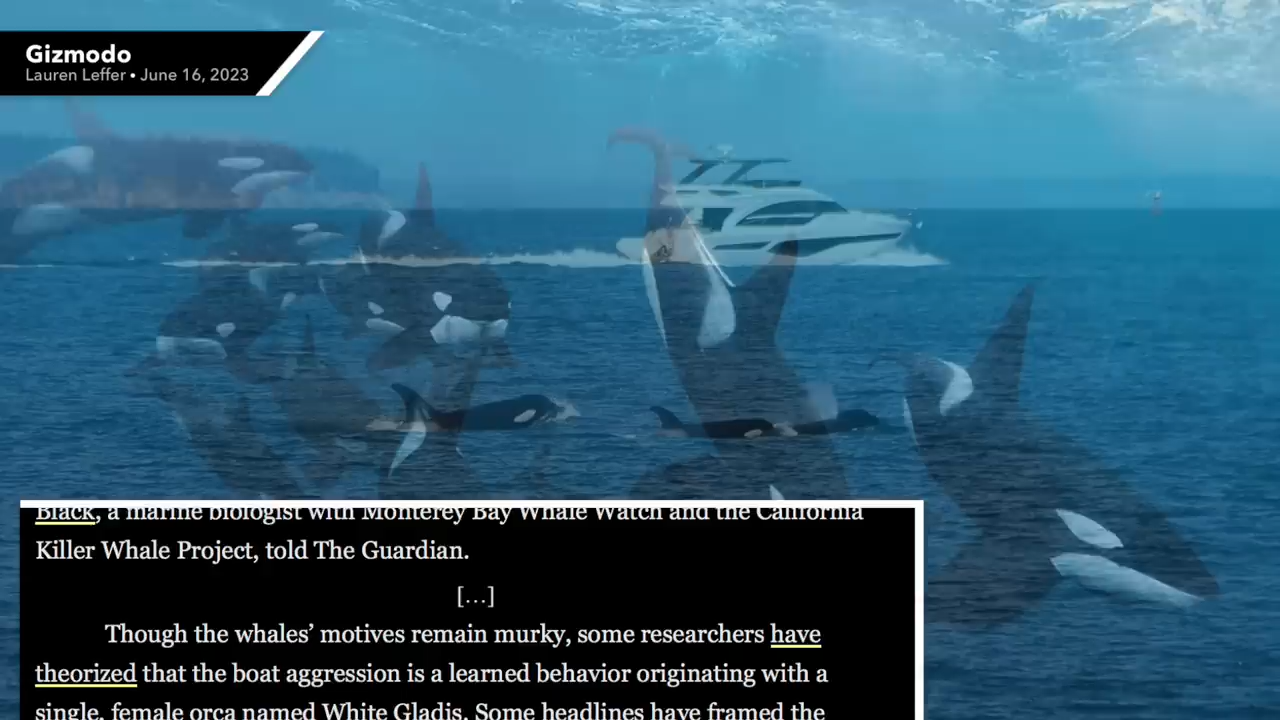 Gizmodo
Lauren Leffer • June 16, 2023
Black, a marine biologist with Monterey Bay Whale Watch and the California
Killer Whale Project, told The Guardian.
[…]
Though the whales’ motives remain murky, some researchers have
theorized that the boat aggression is a learned behavior originating with a
single, female orca named White Gladis. Some headlines have framed the